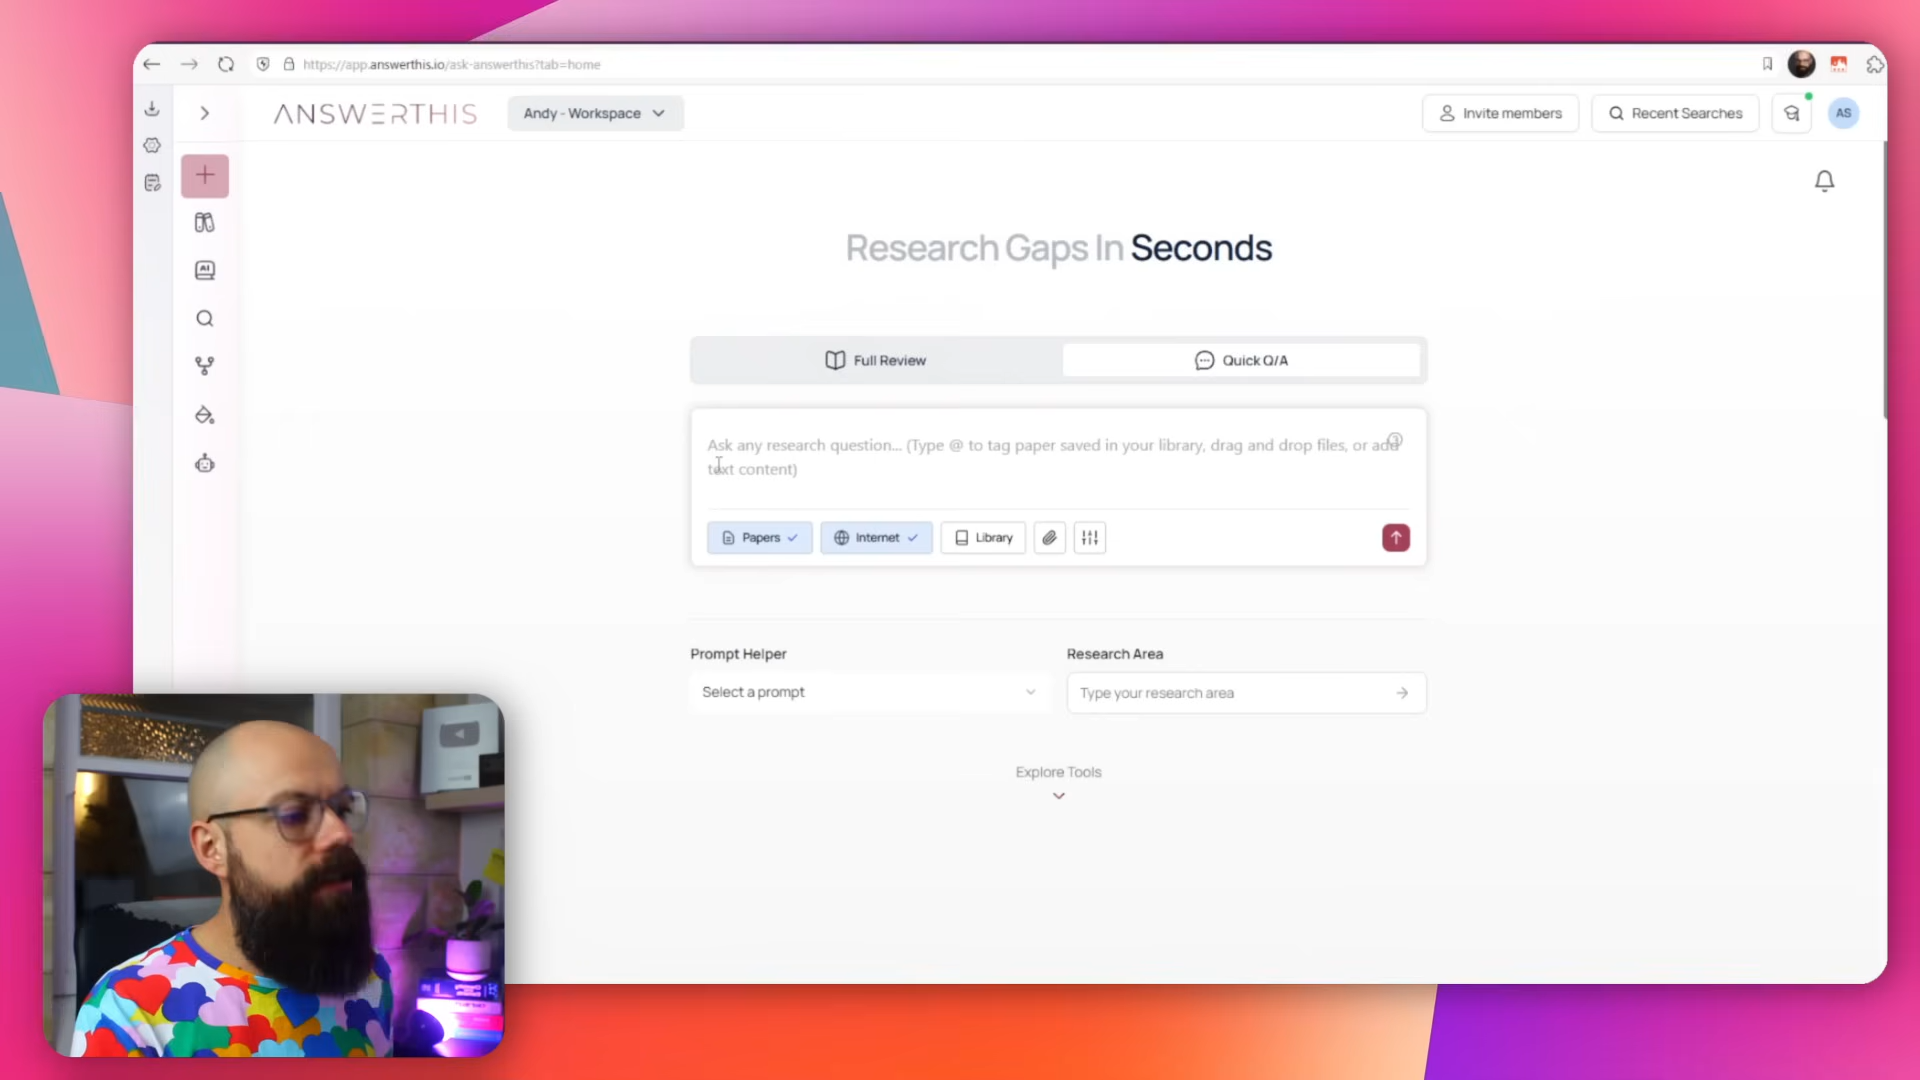 https://app.answerthis.io/ask-answerthis?tab=home
ANSWERTHIS
Andy - Workspace
Invite members
Recent Searches
AS
Research Gaps In Seconds
Full Review
Quick Q/A
Ask any research question... (Type @ to tag paper saved in your library, drag and drop files, or add
text content)
Papers
Internet
Library
Prompt Helper
Research Area
Select a prompt
Type your research area
Explore Tools